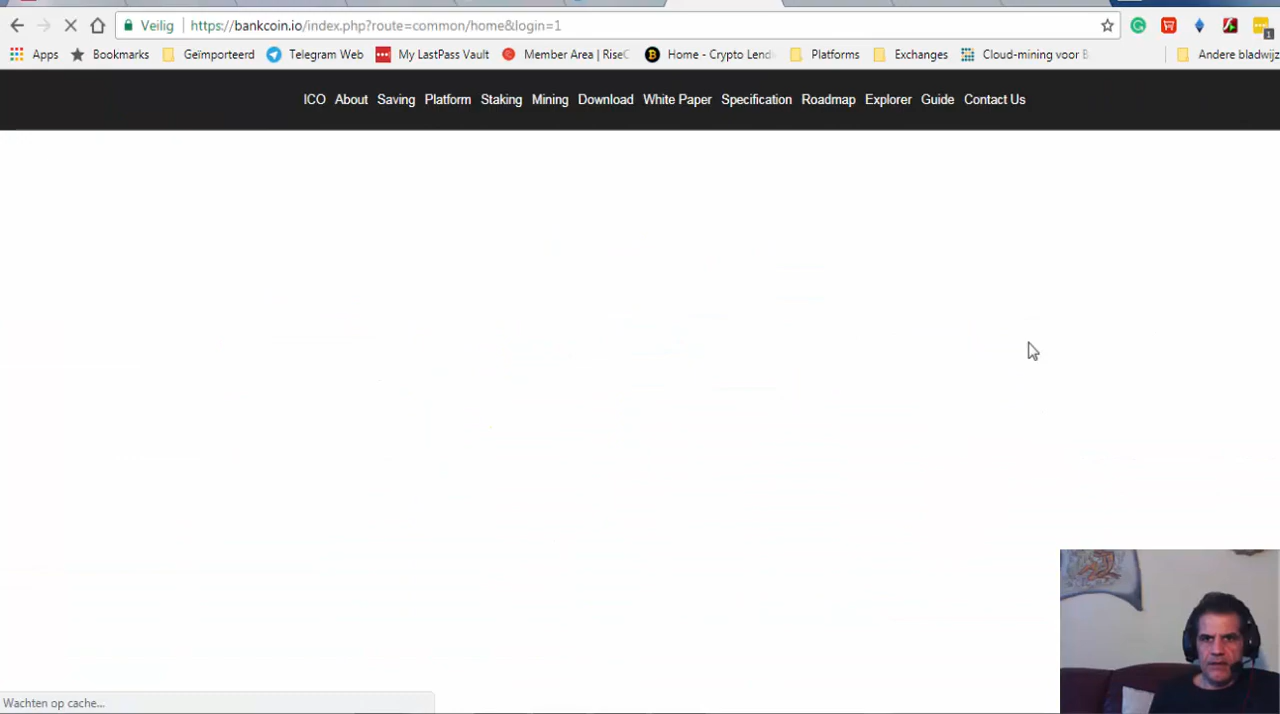 Veilig https://bankcoin.io/index.php?route=common/home&login=1
1
Apps Bookmarks Geïmporteerd Telegram Web My LastPass Vault Member Area | RiseC Home - Crypto Lendi Platforms Exchanges Cloud-mining voor B Andere bladwijz
ICO About Saving Platform Staking Mining Download White Paper Specification Roadmap Explorer Guide Contact Us
Wachten op cache...